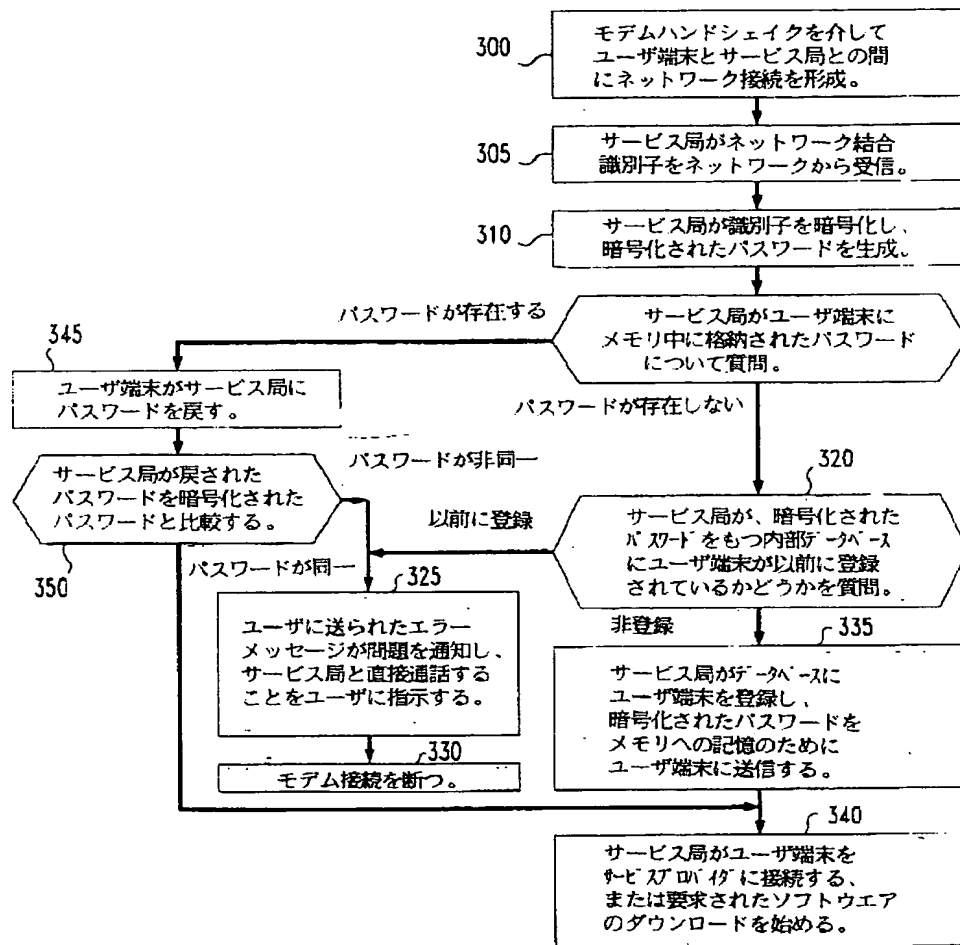 300
モデムハンドシェイクを介して
ユーザ端末とサービス局との間
にネットワーク接続を形成。
305
サービス局がネットワーク結合
識別子をネットワークから受信。
310
サービス局が識別子を暗号化し、
暗号化されたパスワードを生成。
パスワードが存在する
サービス局がユーザ端末に
メモリ中に格納されたパスワード
について質問。
345
ユーザ端末がサービス局に
パスワードを戻す。
パスワードが存在しない
パスワードが非同一
サービス局が戻された
パスワードを暗号化された
パスワードと比較する。
350
320
以前に登録
サービス局が、暗号化された
パスワードをもつ内部データベース
にユーザ端末が以前に登録
されているかどうかを質問。
パスワードが同一
325
ユーザに送られたエラー
メッセージが問題を通知し、
サービス局と直接通話する
ことをユーザに指示する。
330
モデム接続を断つ。
非登録
335
サービス局がデータベースに
ユーザ端末を登録し、
暗号化されたパスワードを
メモリへの記憶のために
ユーザ端末に送信する。
340
サービス局がユーザ端末を
サービスプロバイダに接続する、
または要求されたソフトウエア
のダウンロードを始める。